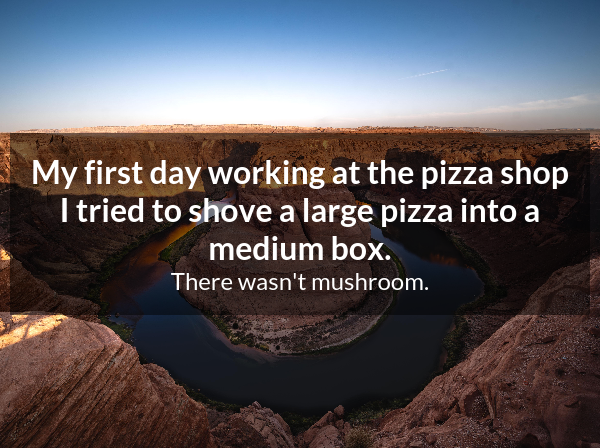 My first day working at the pizza shop
I tried to shove a large pizza into a
medium box.
There wasn't mushroom.